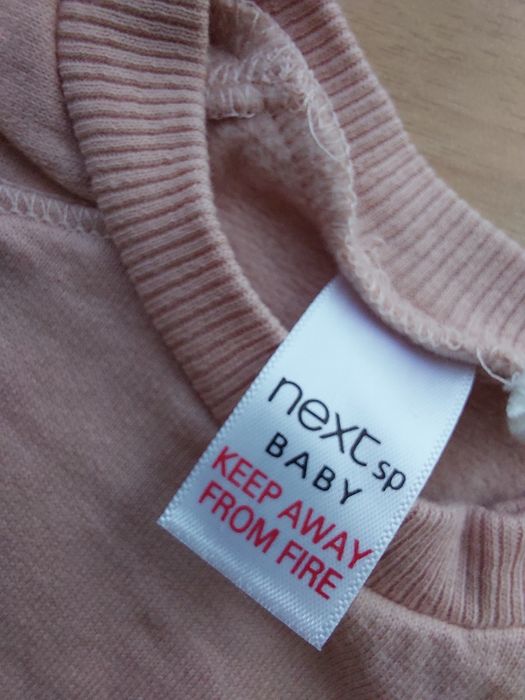 next sp
BABY
KEEP AWAY
FROM FIRE